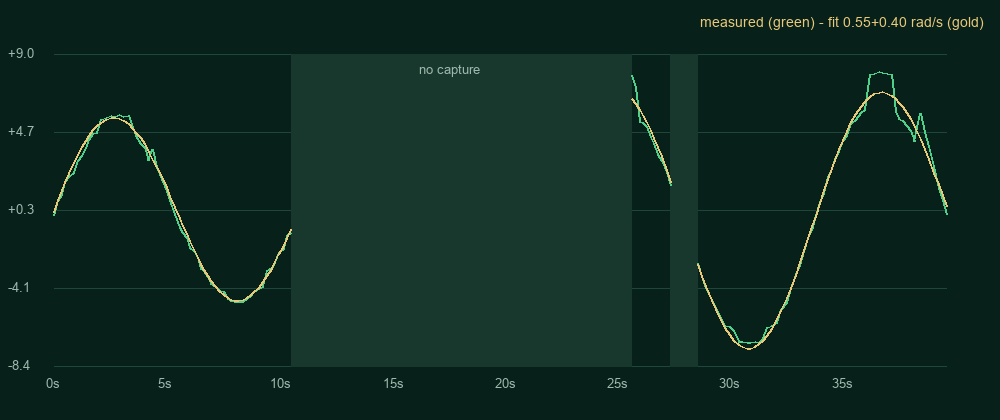 measured (green) - fit 0.55+0.40 rad/s (gold)
+9.0
no capture
+4.7
+0.3
-4.1
-8.4
0s 5s 10s 15s 20s 25s 30s 35s